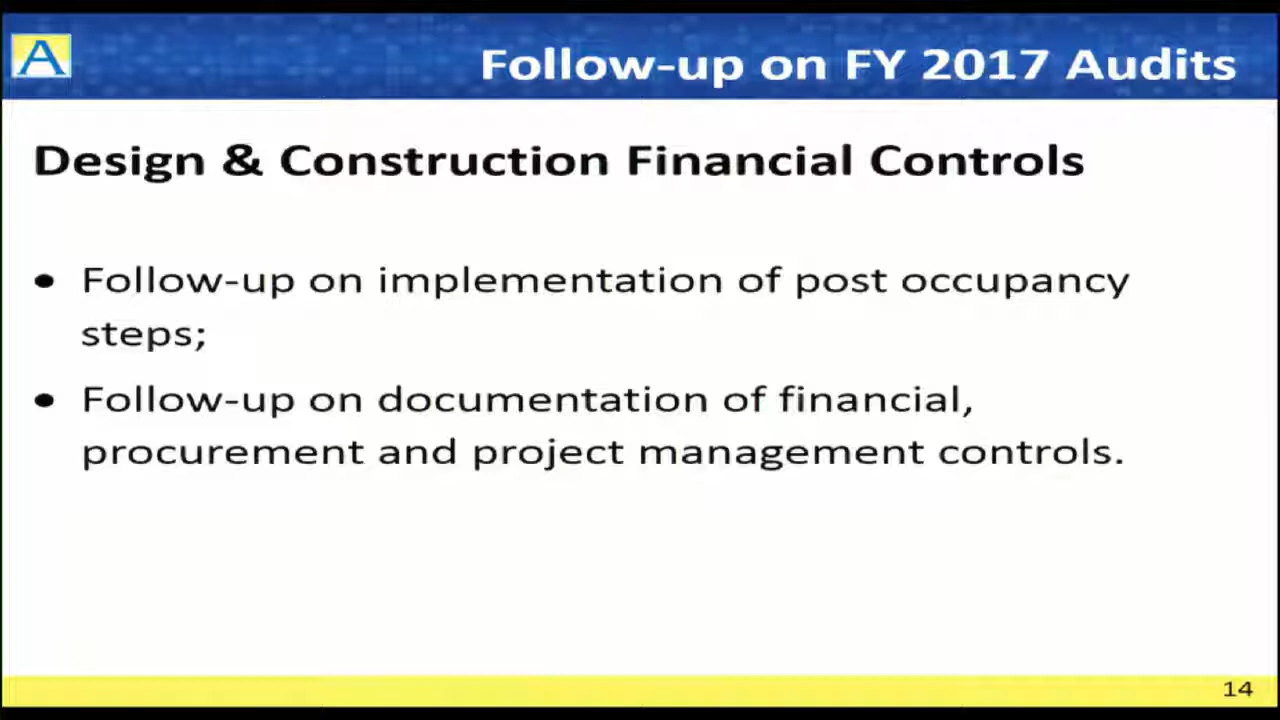 A
Follow-up on FY 2017 Audits
Design & Construction Financial Controls
• Follow-up on implementation of post occupancy
steps;
• Follow-up on documentation of financial,
procurement and project management controls.
14